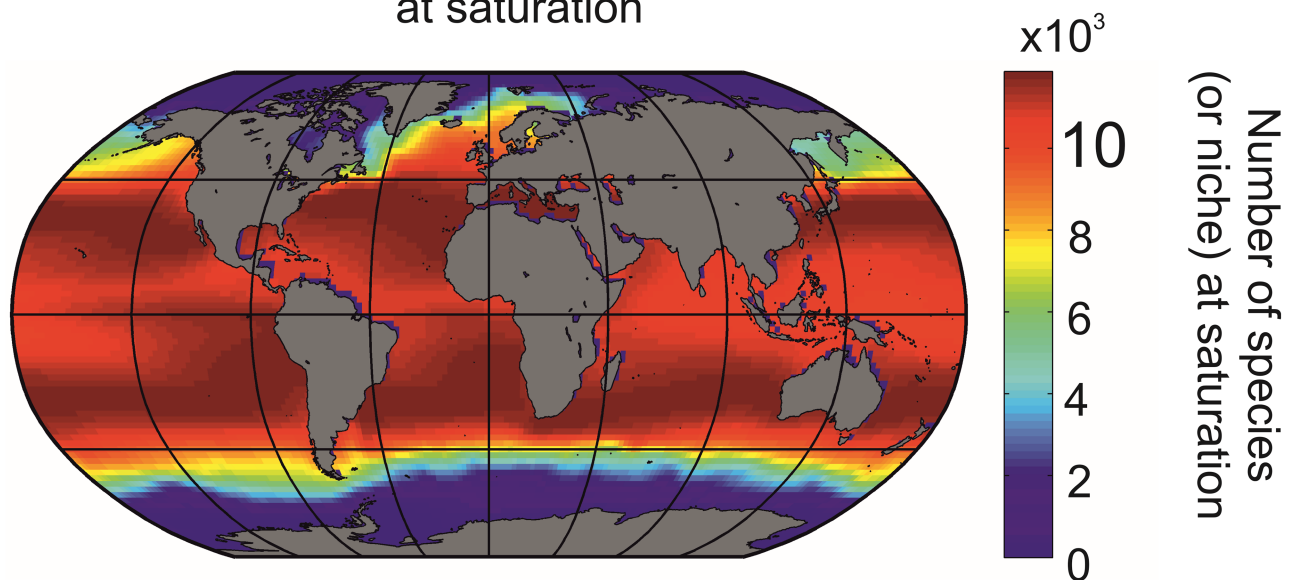 at saturation
x10³
10
8
6
4
2
0
Number of species
(or niche) at saturation